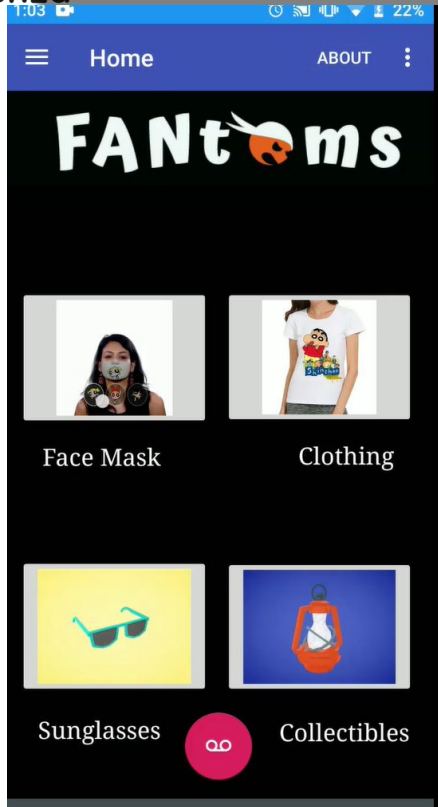 1:03 22%
Home ABOUT
FANtoms
Face Mask Clothing
Sunglasses Collectibles